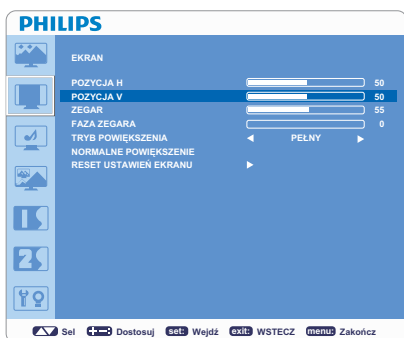 PHILIPS
EKRAN
POZYCJA H 50
POZYCJA V 50
ZEGAR 55
FAZA ZEGARA 0
TRYB POWIĘKSZENIA PEŁNY
NORMALNE POWIĘKSZENIE
RESET USTAWIEŃ EKRANU
Sel Dostosuj set: Wejdź exit: WSTECZ menu: Zakończ